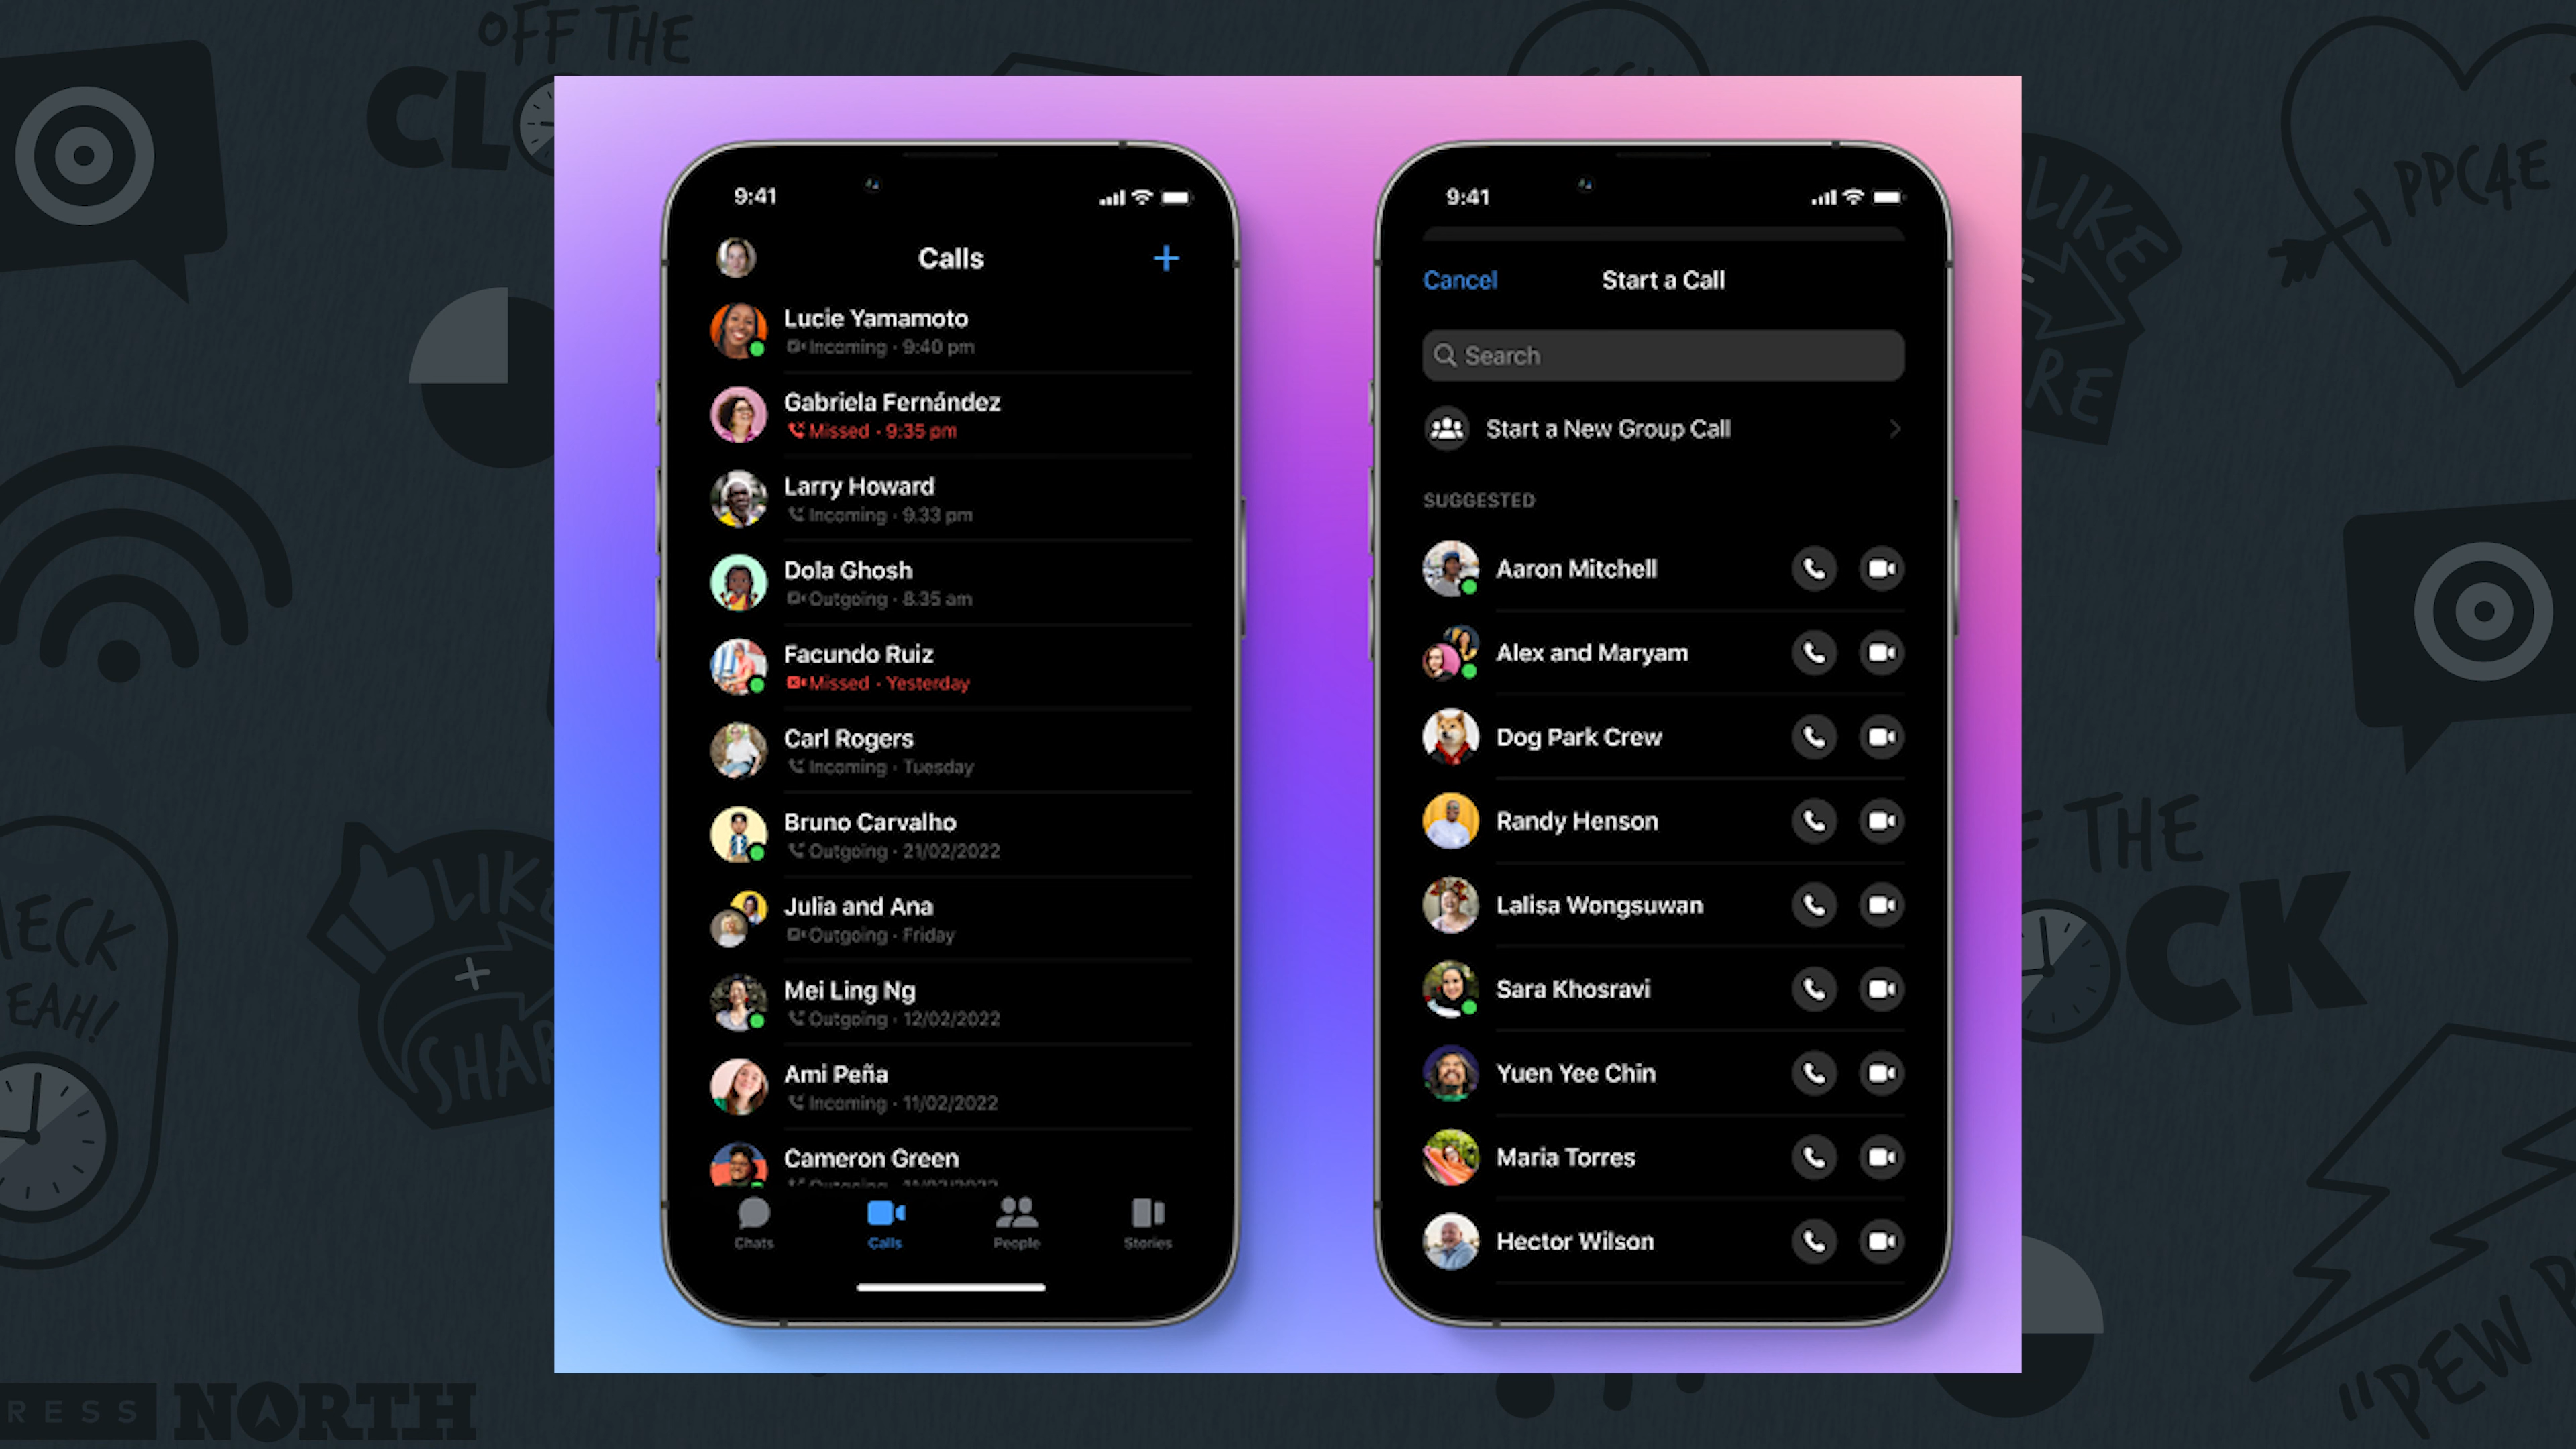 OFF THE
CLO
PPC4E
LIKE
RE
9:41
Calls
+
Lucie Yamamoto
Incoming · 9:40 pm
Gabriela Fernández
Missed · 9:35 pm
Larry Howard
Incoming · 9.33 pm
Dola Ghosh
Outgoing · 8.35 am
Facundo Ruiz
Missed · Yesterday
Carl Rogers
Incoming · Tuesday
Bruno Carvalho
Outgoing · 21/02/2022
Julia and Ana
Outgoing · Friday
Mei Ling Ng
Outgoing · 12/02/2022
Ami Peña
Incoming · 11/02/2022
Cameron Green
Chats
Calls
People
Stories
9:41
Cancel
Start a Call
Search
Start a New Group Call
SUGGESTED
Aaron Mitchell
Alex and Maryam
Dog Park Crew
Randy Henson
Lalisa Wongsuwan
Sara Khosravi
Yuen Yee Chin
Maria Torres
Hector Wilson
HECK
EAH!
LIKE
+
SHAR
THE
CK
"PEW
RESS NORTH